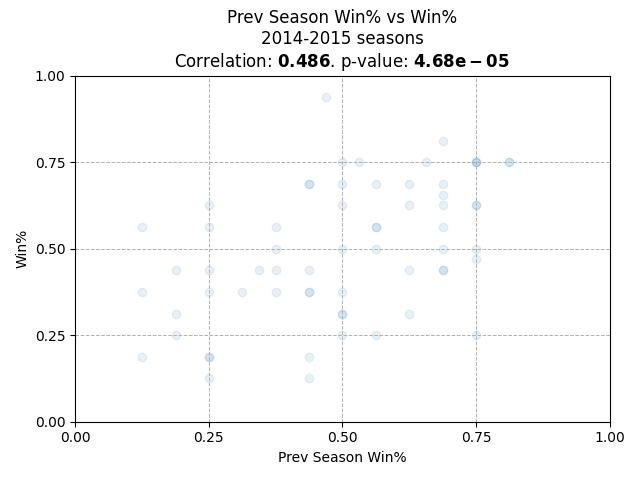 Prev Season Win% vs Win%
2014-2015 seasons
Correlation: 0.486. p-value: 4.68e − 05
1.00
0.75
0.50
0.25
0.00
Win%
0.00 0.25 0.50 0.75 1.00
Prev Season Win%